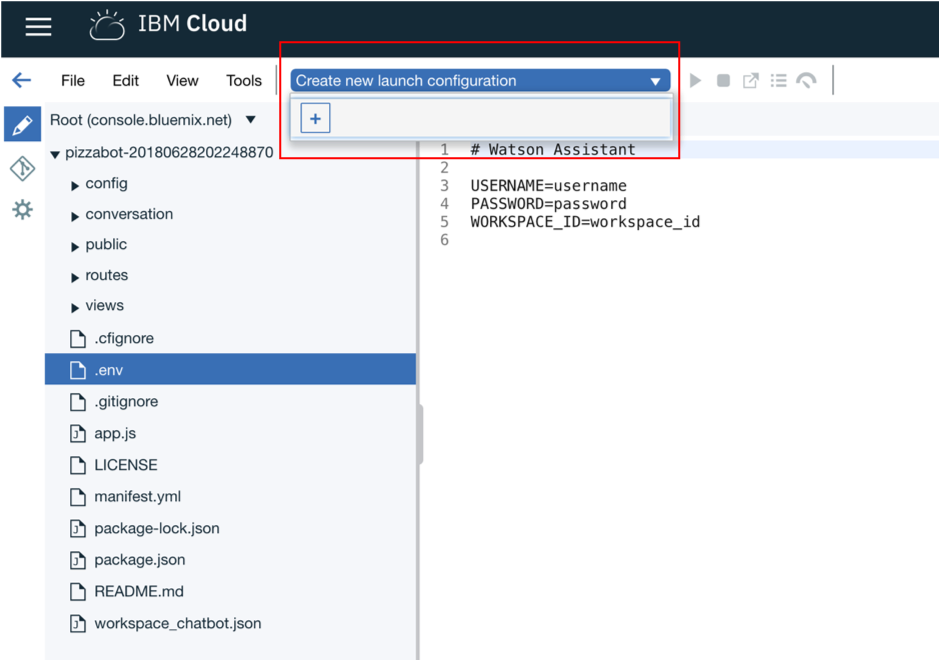 IBM Cloud
File Edit View Tools Create new launch configuration
+
Root (console.bluemix.net)
pizzabot-20180628202248870
config
conversation
public
routes
views
.cfignore
.env
.gitignore
app.js
LICENSE
manifest.yml
package-lock.json
package.json
README.md
workspace_chatbot.json
1 # Watson Assistant
2
3 USERNAME=username
4 PASSWORD=password
5 WORKSPACE_ID=workspace_id
6